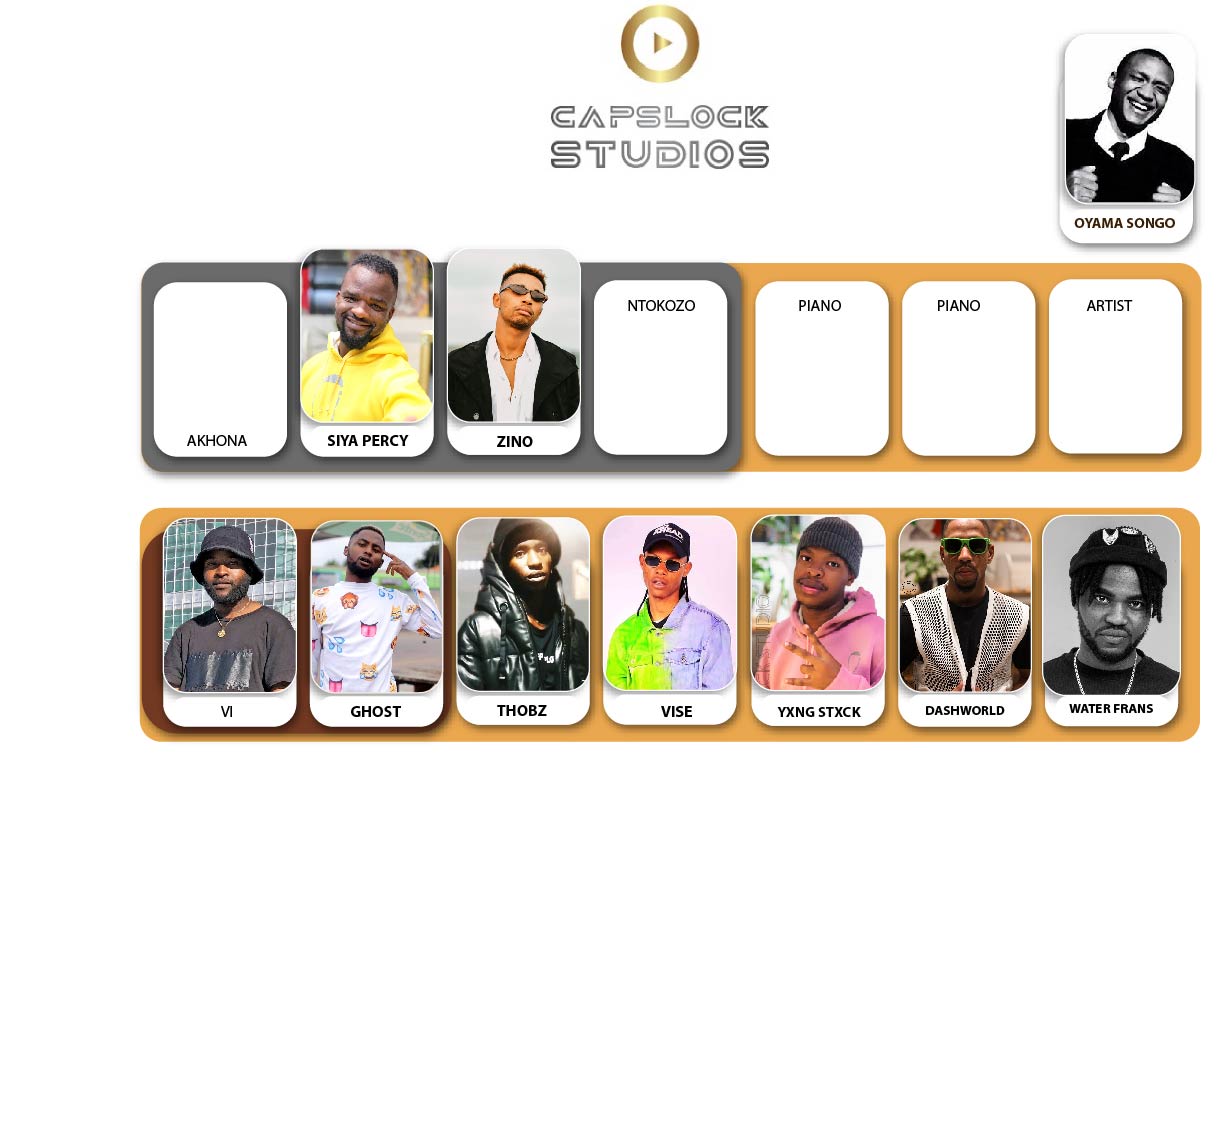 CAPSLOCK
STUDIOS
OYAMA SONGO
AKHONA
SIYA PERCY
ZINO
NTOKOZO
PIANO
PIANO
ARTIST
VI
GHOST
THOBZ
VISE
YXNG STXCK
DASHWORLD
WATER FRANS